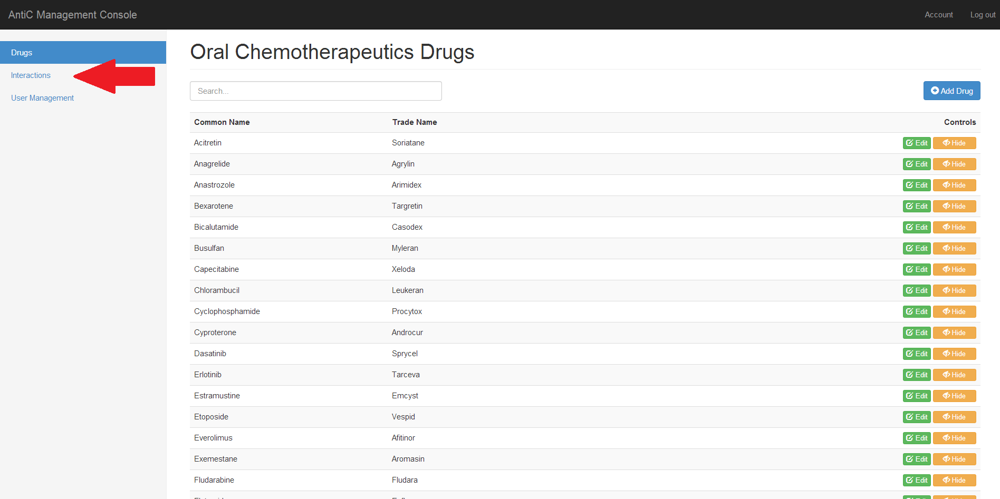 AntiC Management Console Account Log out
Drugs
Interactions
User Management
Oral Chemotherapeutics Drugs
Search...
Add Drug
Common Name Trade Name Controls
Acitretin Soriatane Edit Hide
Anagrelide Agrylin Edit Hide
Anastrozole Arimidex Edit Hide
Bexarotene Targretin Edit Hide
Bicalutamide Casodex Edit Hide
Busulfan Myleran Edit Hide
Capecitabine Xeloda Edit Hide
Chlorambucil Leukeran Edit Hide
Cyclophosphamide Procytox Edit Hide
Cyproterone Androcur Edit Hide
Dasatinib Sprycel Edit Hide
Erlotinib Tarceva Edit Hide
Estramustine Emcyst Edit Hide
Etoposide Vespid Edit Hide
Everolimus Afitinor Edit Hide
Exemestane Aromasin Edit Hide
Fludarabine Fludara Edit Hide